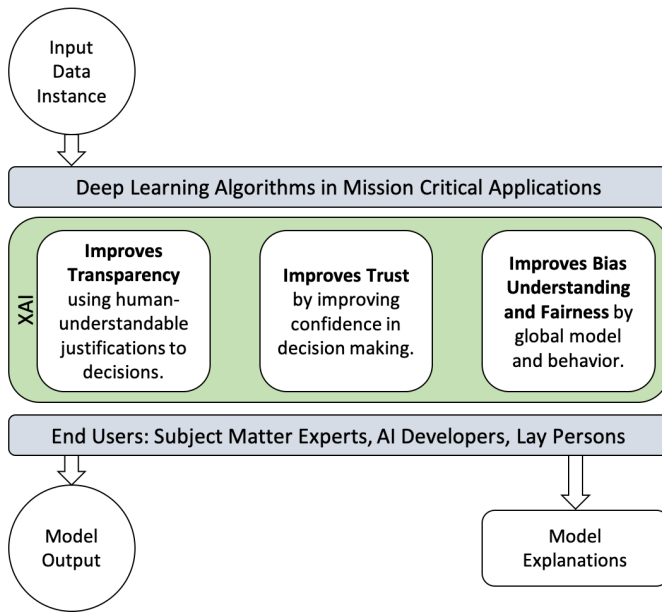 Input
Data
Instance
Deep Learning Algorithms in Mission Critical Applications
XAI
Improves
Transparency
using human-
understandable
justifications to
decisions.
Improves Trust
by improving
confidence in
decision making.
Improves Bias
Understanding
and Fairness by
global model
and behavior.
End Users: Subject Matter Experts, AI Developers, Lay Persons
Model
Output
Model
Explanations